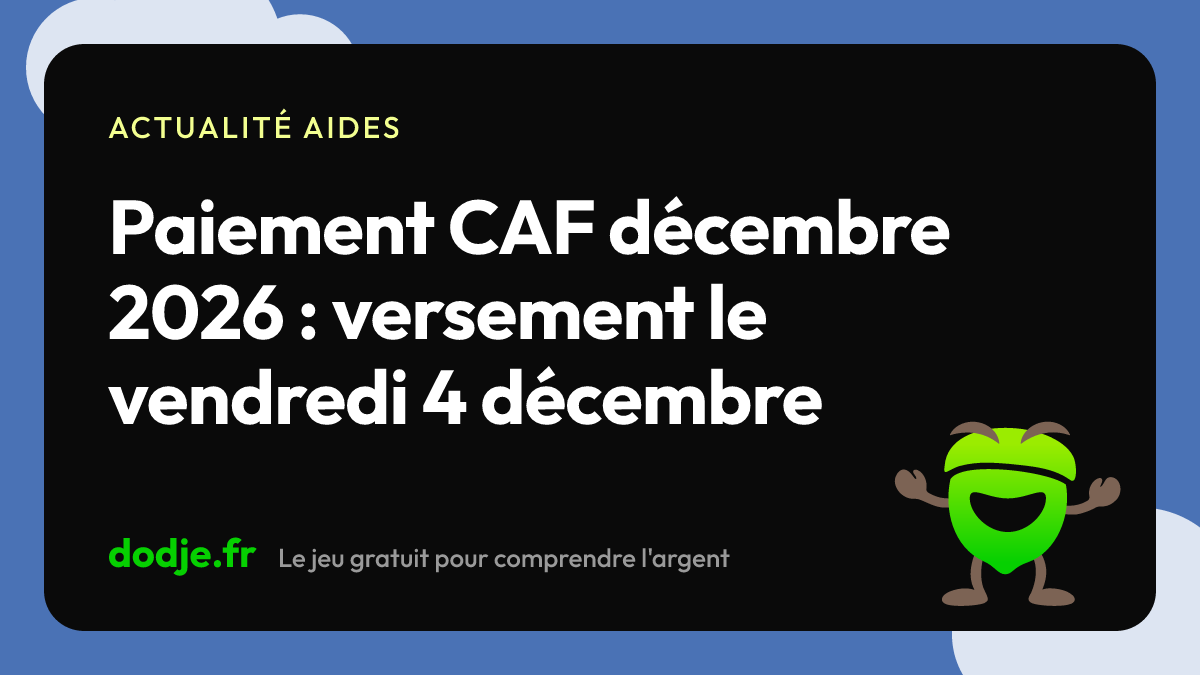 ACTUALITÉ AIDES
Paiement CAF décembre
2026 : versement le
vendredi 4 décembre
dodje.fr Le jeu gratuit pour comprendre l'argent